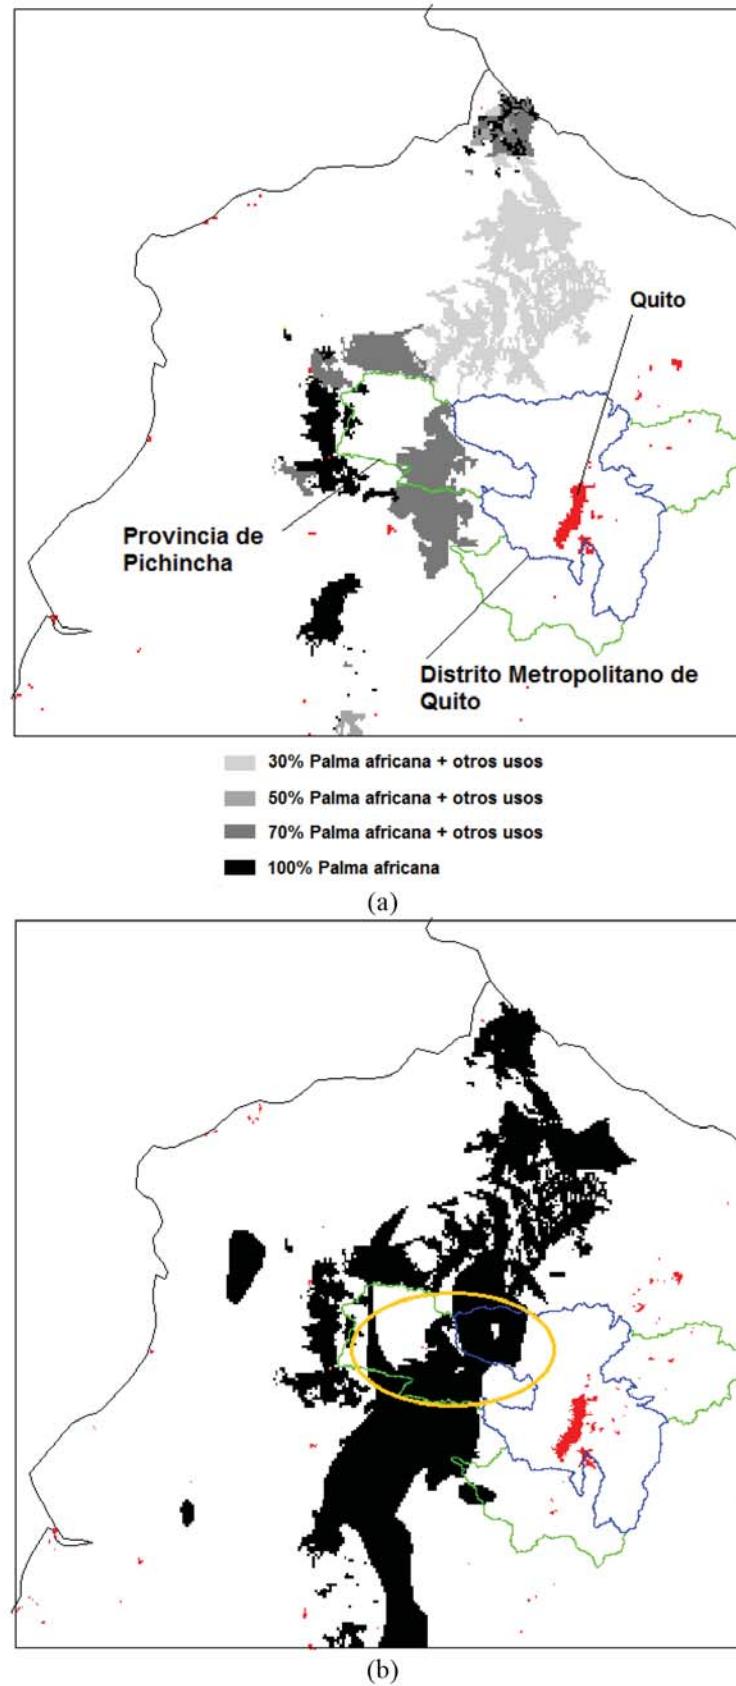 Quito
Provincia de
Pichincha
Distrito Metropolitano de
Quito
30% Palma africana + otros usos
50% Palma africana + otros usos
70% Palma africana + otros usos
100% Palma africana
(a)
(b)